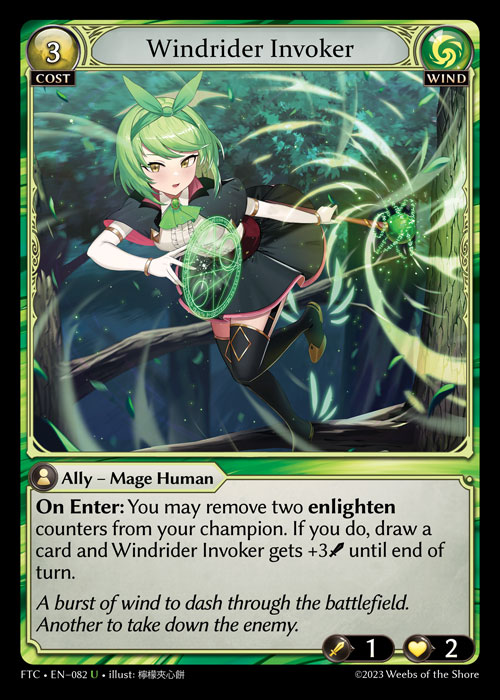 3
Windrider Invoker
COST
WIND
Ally – Mage Human
On Enter: You may remove two enlighten
counters from your champion. If you do, draw a
card and Windrider Invoker gets +3 until end of
turn.
A burst of wind to dash through the battlefield.
Another to take down the enemy.
1
2
FTC • EN–082 U • illust: 檸檬夾心餅
©2023 Weebs of the Shore